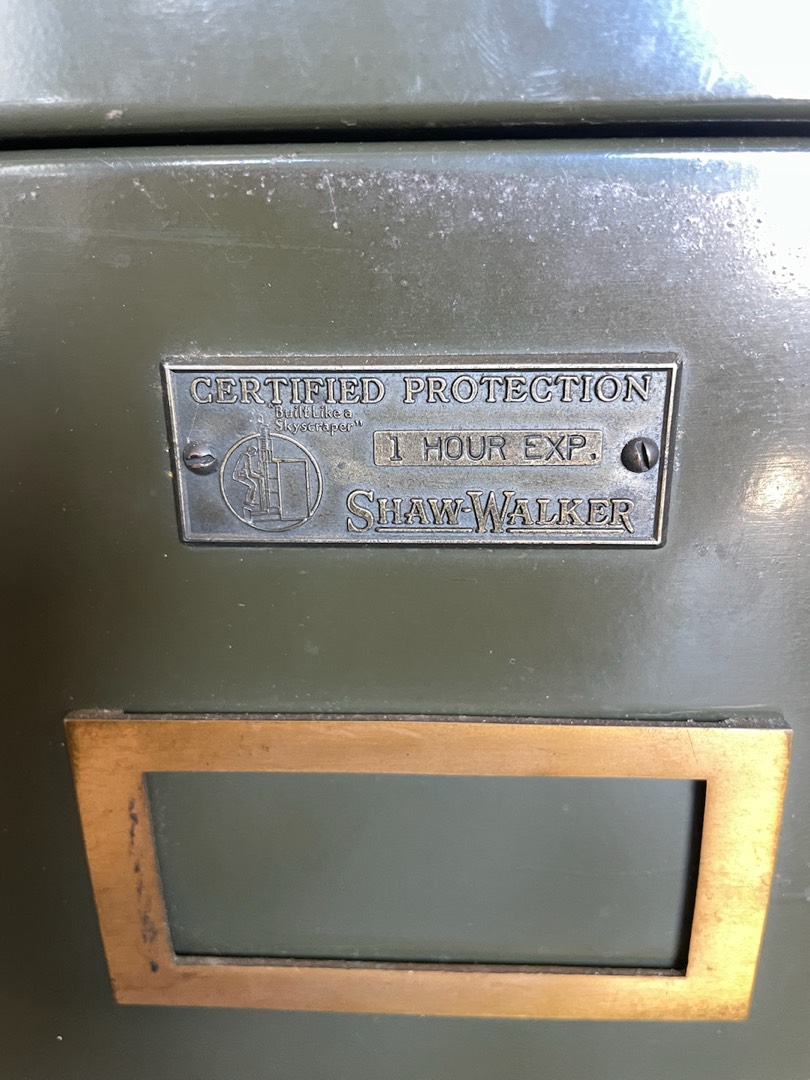 CERTIFIED PROTECTION
"Built Like a
Skyscraper"
1 HOUR EXP.
SHAW-WALKER